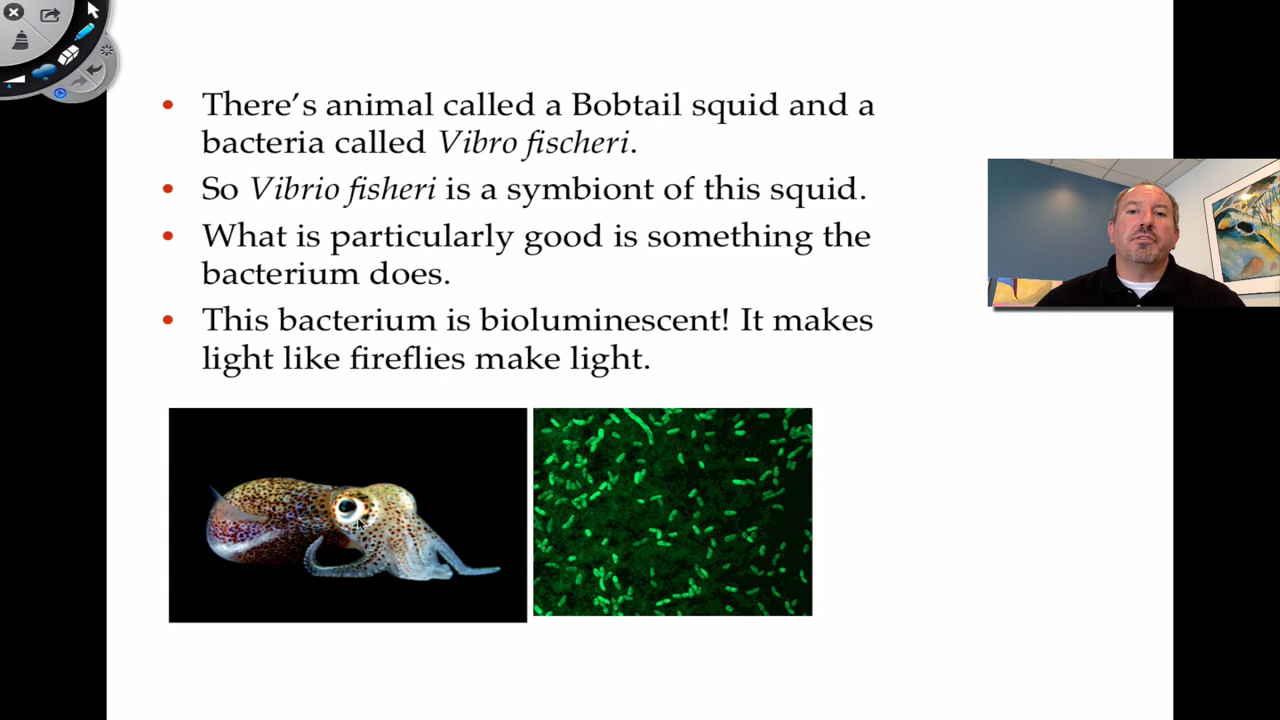 • There’s animal called a Bobtail squid and a
bacteria called Vibro fischeri.
• So Vibrio fisheri is a symbiont of this squid.
• What is particularly good is something the
bacterium does.
• This bacterium is bioluminescent! It makes
light like fireflies make light.